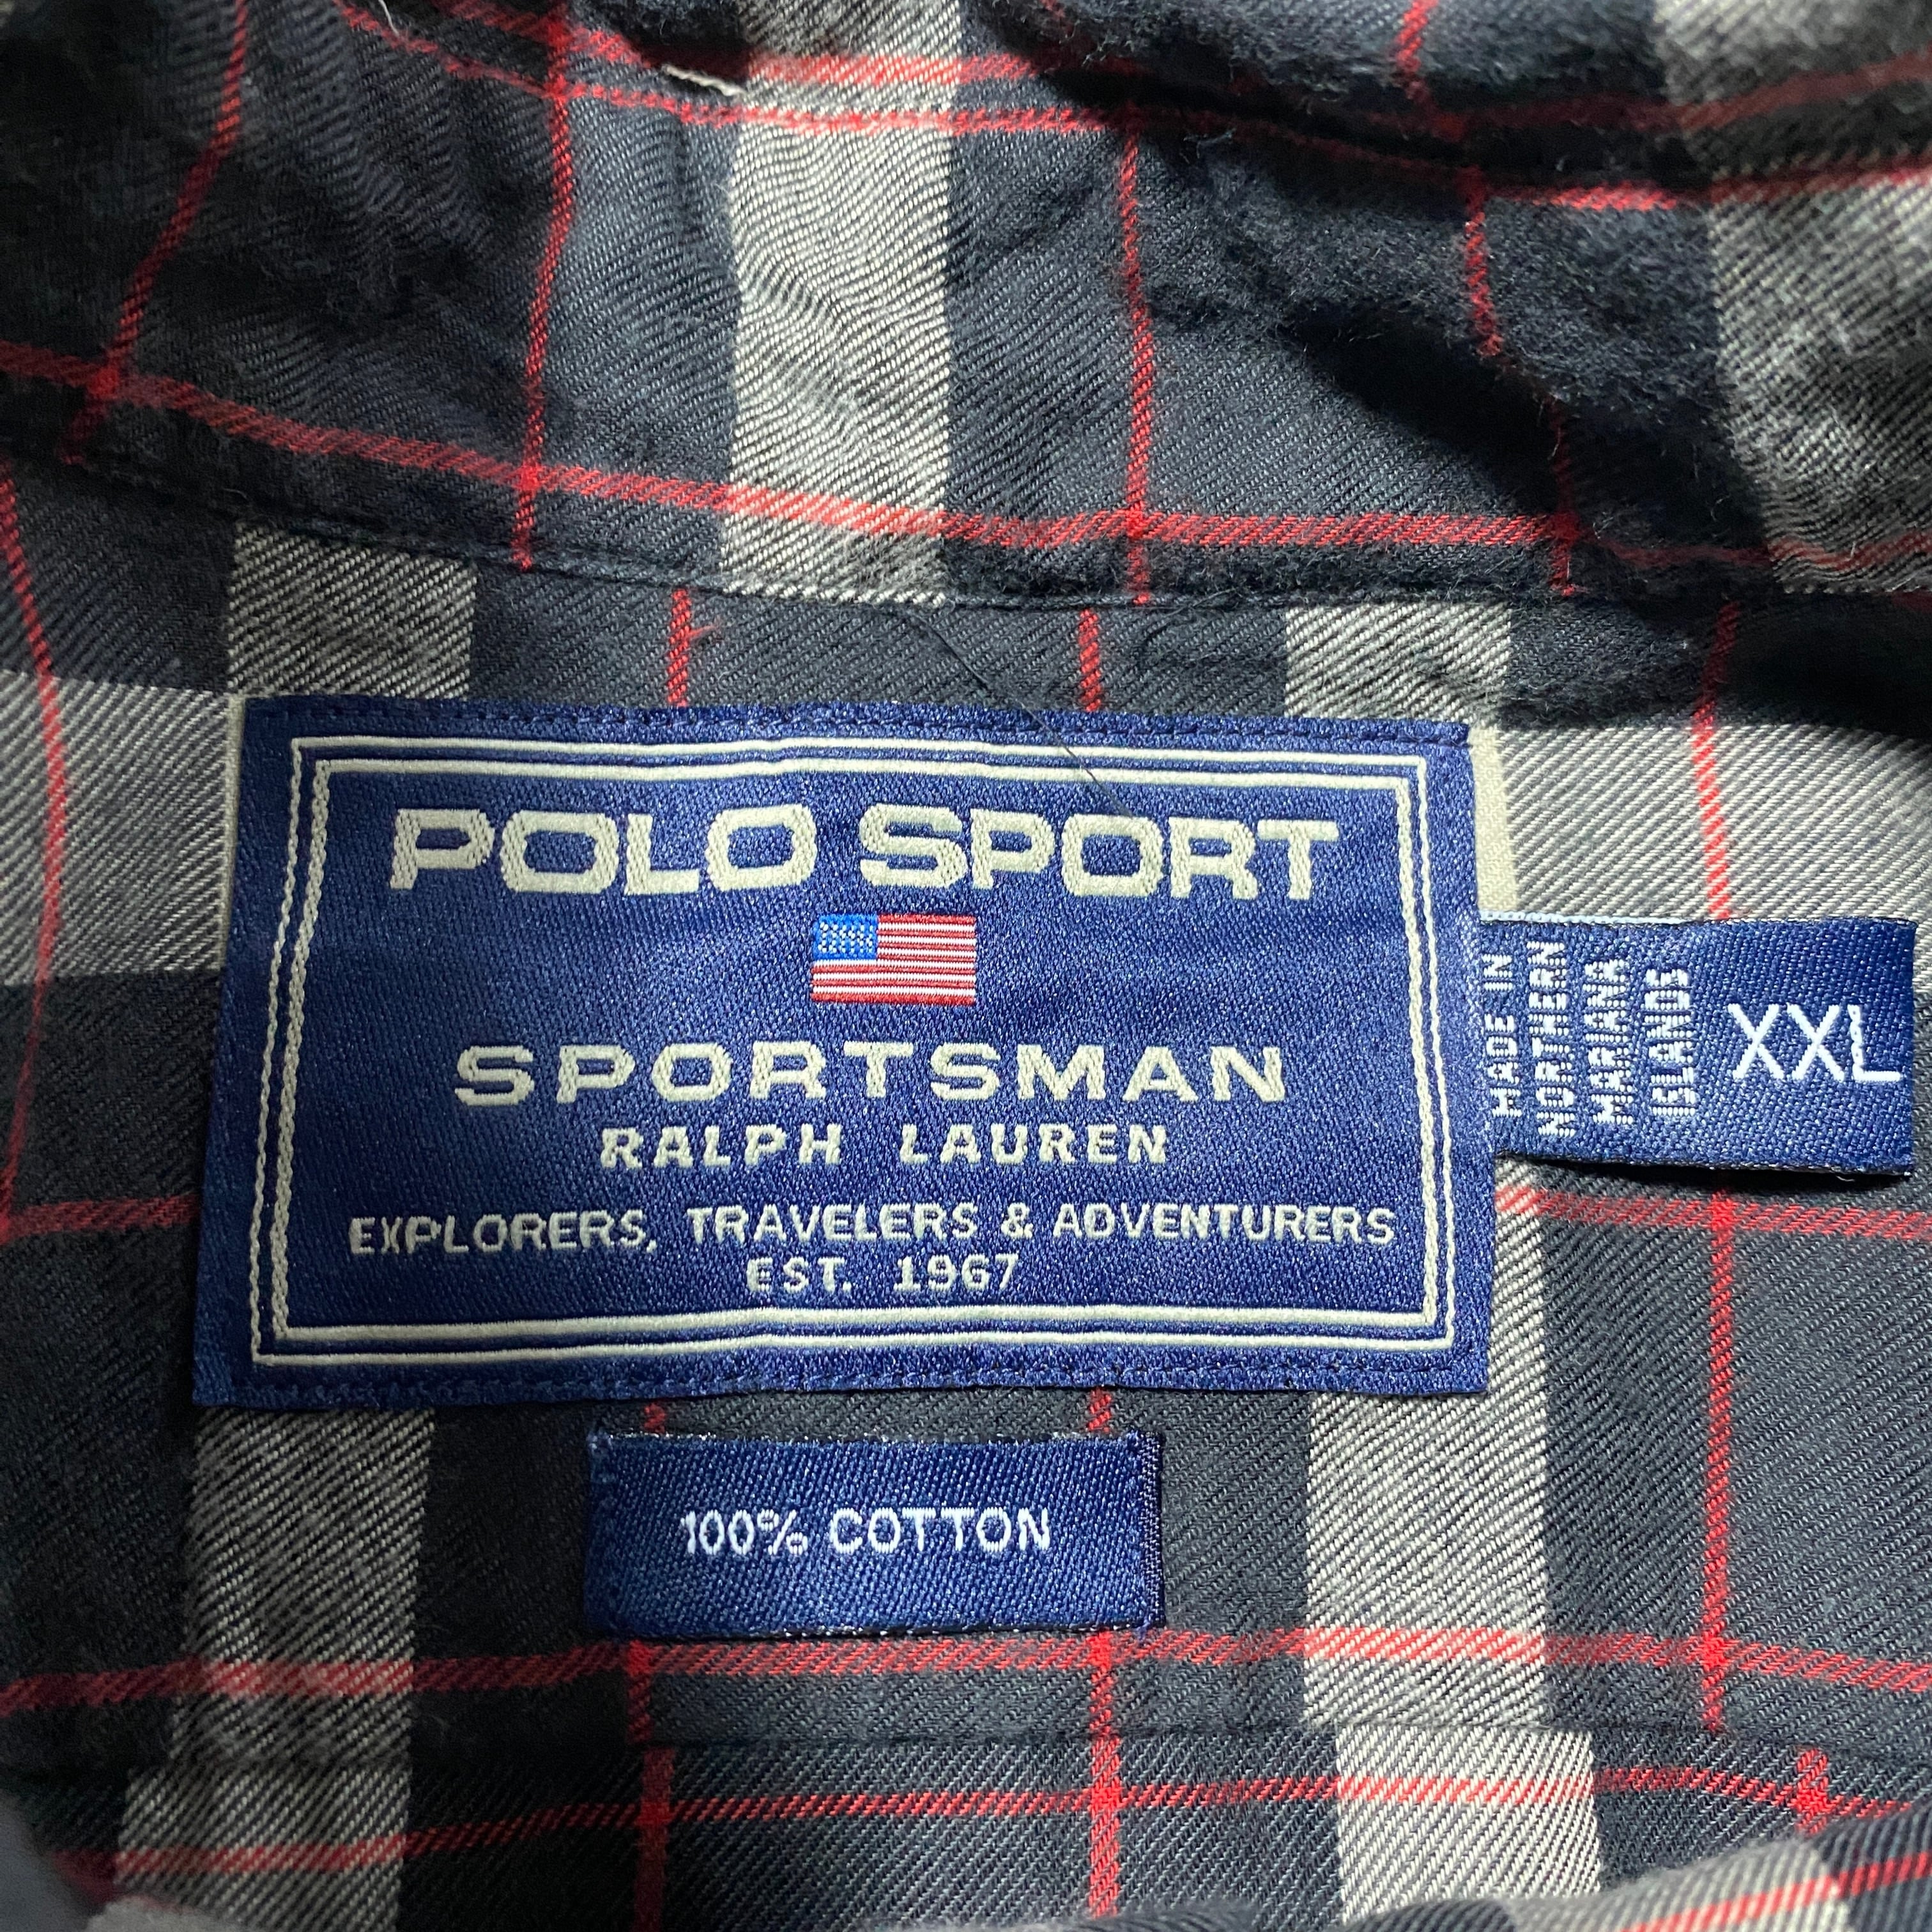 POLO SPORT
SPORTSMAN
RALPH LAUREN
EXPLORERS, TRAVELERS & ADVENTURERS
EST. 1967
MADE IN
NORTHERN
MARIANA
ISLANDS
XXL
100% COTTON